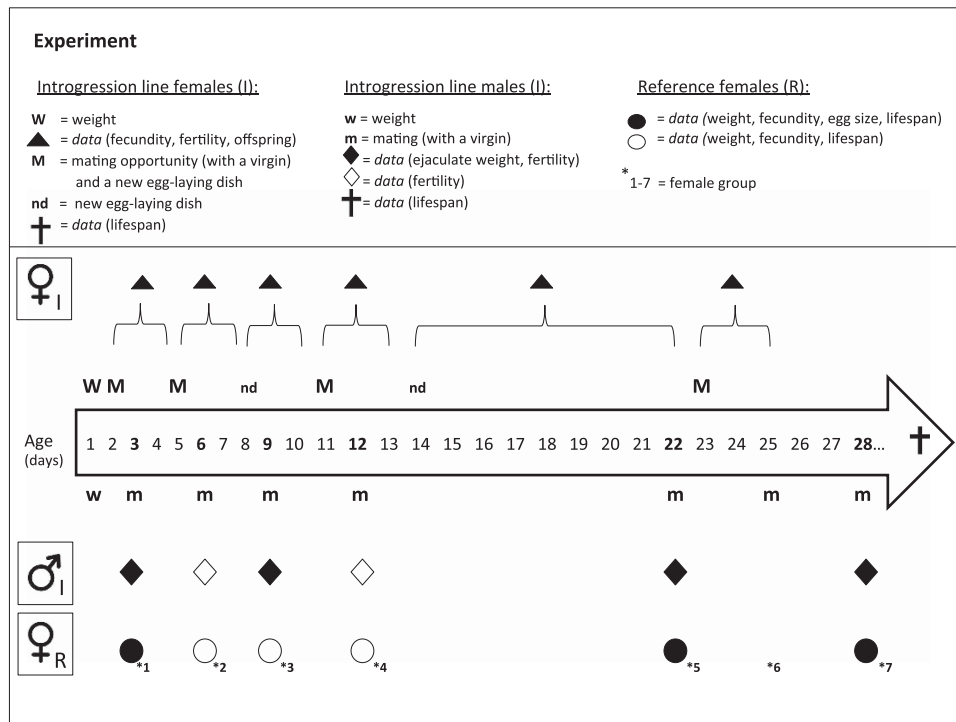 Experiment
Introgression line females (I):
W = weight
= data (fecundity, fertility, offspring)
M = mating opportunity (with a virgin)
and a new egg-laying dish
nd = new egg-laying dish
= data (lifespan)
Introgression line males (I):
w = weight
m = mating (with a virgin)
= data (ejaculate weight, fertility)
= data (fertility)
= data (lifespan)
Reference females (R):
= data (weight, fecundity, egg size, lifespan)
= data (weight, fecundity, lifespan)
*1-7 = female group
♀I
W M M nd M nd M
Age
(days)
1 2 3 4 5 6 7 8 9 10 11 12 13 14 15 16 17 18 19 20 21 22 23 24 25 26 27 28...
w m m m m m m m
♂I
♀R
*1 *2 *3 *4 *5 *6 *7